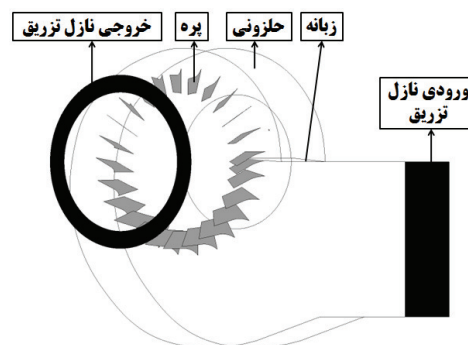 زبانه
حلزونی
پره
خروجی نازل تزریق
ورودی نازل
تزریق